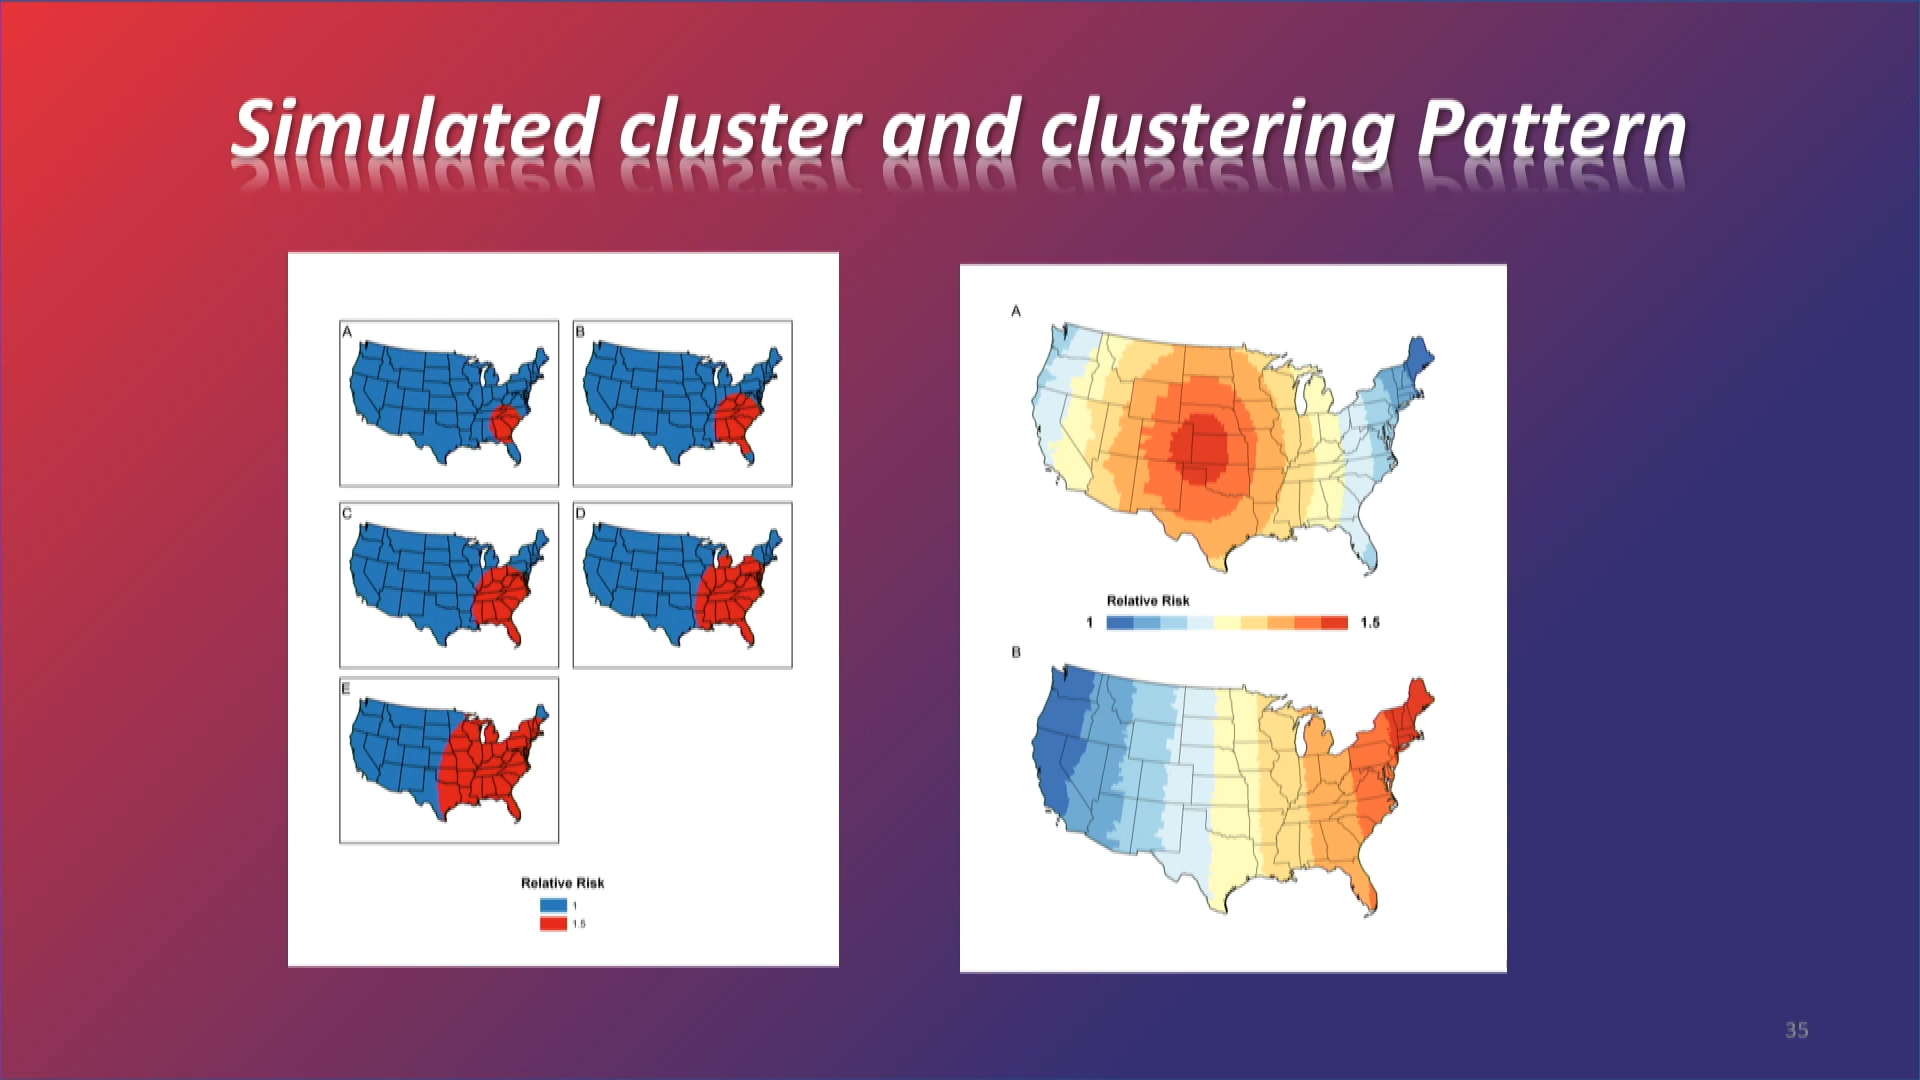 Simulated cluster and clustering Pattern
A
B
C
D
E
Relative Risk
1
1.5
A
Relative Risk
1 1.5
B
35